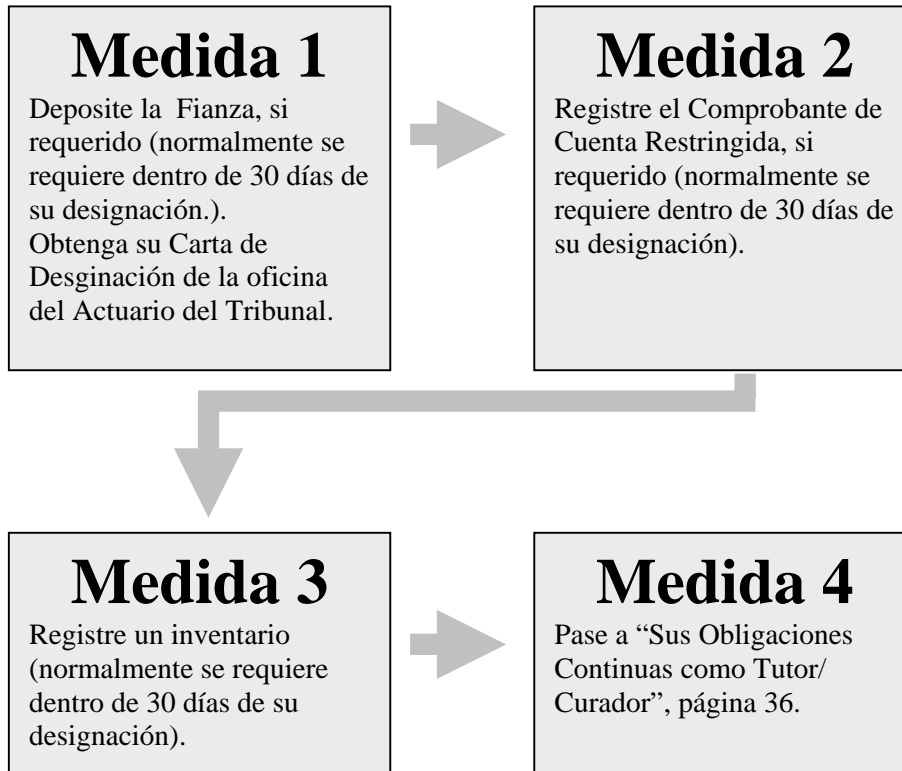 Medida 1
Deposite la Fianza, si
requerido (normalmente se
requiere dentro de 30 días de
su designación.).
Obtenga su Carta de
Desginación de la oficina
del Actuario del Tribunal.
Medida 2
Registre el Comprobante de
Cuenta Restringida, si
requerido (normalmente se
requiere dentro de 30 días de
su designación).
Medida 3
Registre un inventario
(normalmente se requiere
dentro de 30 días de su
designación).
Medida 4
Pase a “Sus Obligaciones
Continuas como Tutor/
Curador”, página 36.